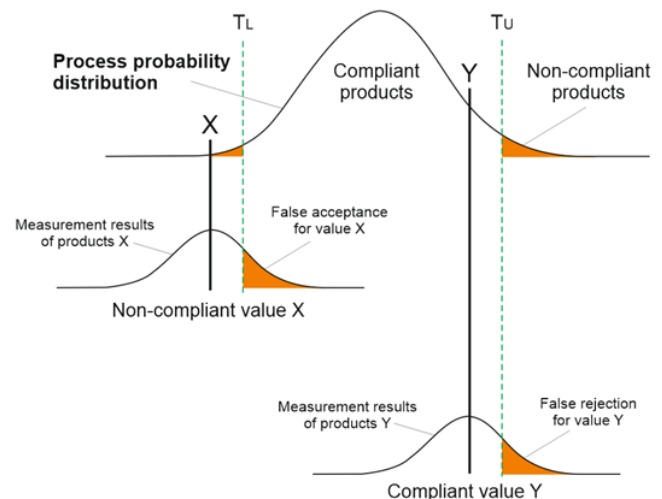 TL
TU
Process probability
distribution
Compliant
products
Y
Non-compliant
products
X
Measurement results
of products X
False acceptance
for value X
Non-compliant value X
Measurement results
of products Y
False rejection
for value Y
Compliant value Y